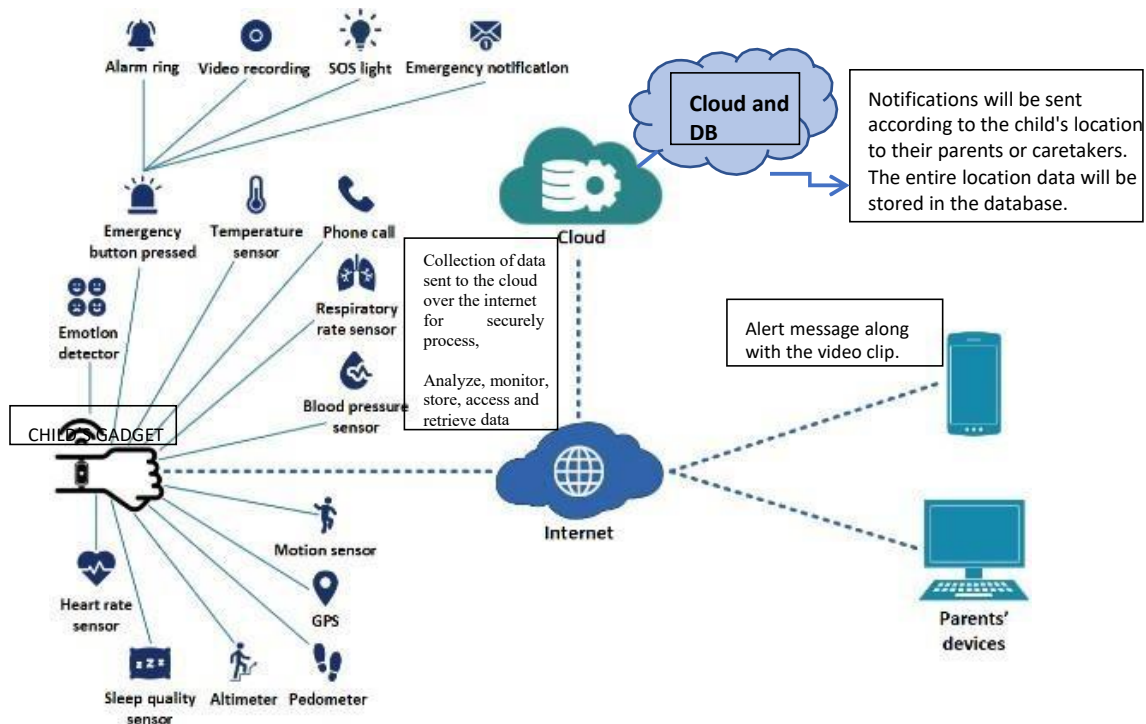 Alarm ring
Video recording
SOS light
Emergency notification
1
Cloud and
DB
Notifications will be sent
according to the child's location
to their parents or caretakers.
The entire location data will be
stored in the database.
Emergency
button pressed
Temperature
sensor
Phone call
Cloud
Collection of data
sent to the cloud
over the internet
for securely
process,
Analyze, monitor,
store, access and
retrieve data
Respiratory
rate sensor
Emotion
detector
Alert message along
with the video clip.
Blood pressure
sensor
CHILD'S GADGET
Internet
Motion sensor
Heart rate
sensor
GPS
Parents'
devices
z z z
Sleep quality
sensor
Altimeter
Pedometer